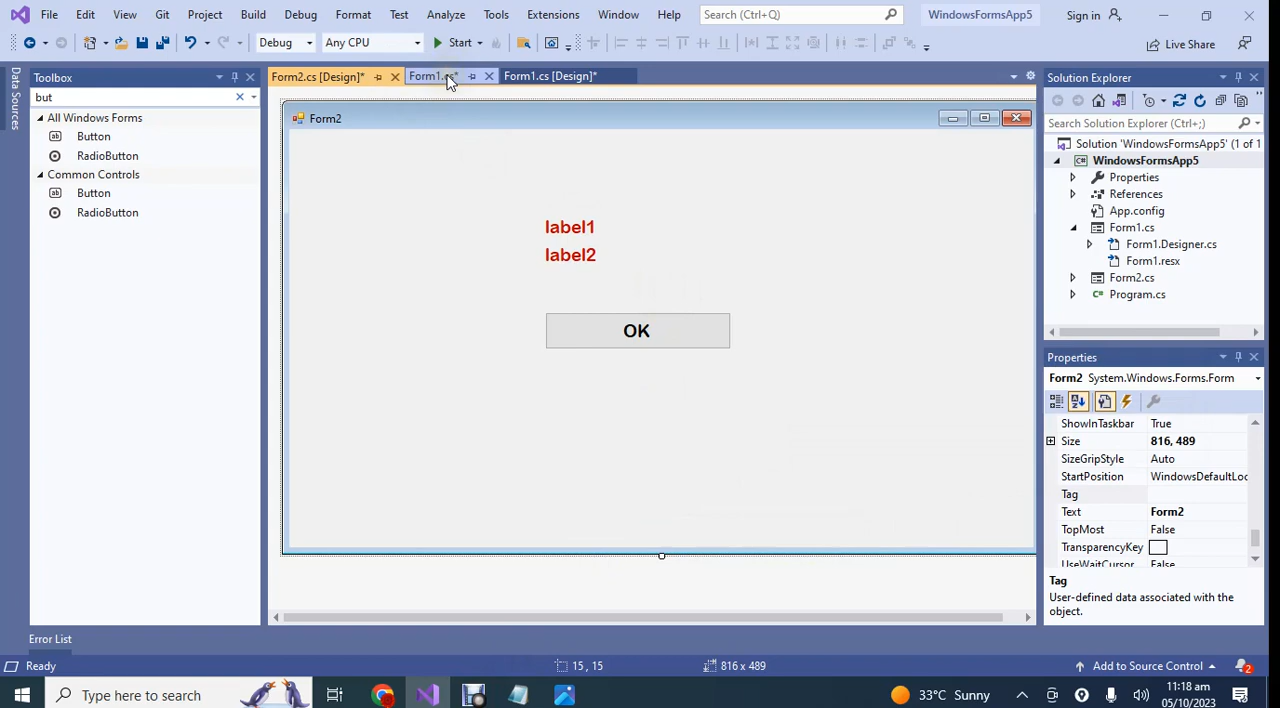 File Edit View Git Project Build Debug Format Test Analyze Tools Extensions Window Help Search (Ctrl+Q) WindowsFormsApp5 Sign in
Debug Any CPU Start Live Share
Data Sources
Toolbox
but
All Windows Forms
Button
RadioButton
Common Controls
Button
RadioButton
Form2.cs [Design]* Form1.cs* Form1.cs [Design]*
Form2
label1
label2
OK
Solution Explorer
Search Solution Explorer (Ctrl+;)
Solution 'WindowsFormsApp5' (1 of 1
WindowsFormsApp5
Properties
References
App.config
Form1.cs
Form1.Designer.cs
Form1.resx
Form2.cs
Program.cs
Properties
Form2 System.Windows.Forms.Form
ShowInTaskbar True
Size 816, 489
SizeGripStyle Auto
StartPosition WindowsDefaultLoc
Tag
Text Form2
TopMost False
TransparencyKey
UseWaitCursor False
Tag
User-defined data associated with the
object.
Error List
Ready 15 , 15 816 x 489 Add to Source Control 2
Type here to search 33°C Sunny 11:18 am
05/10/2023